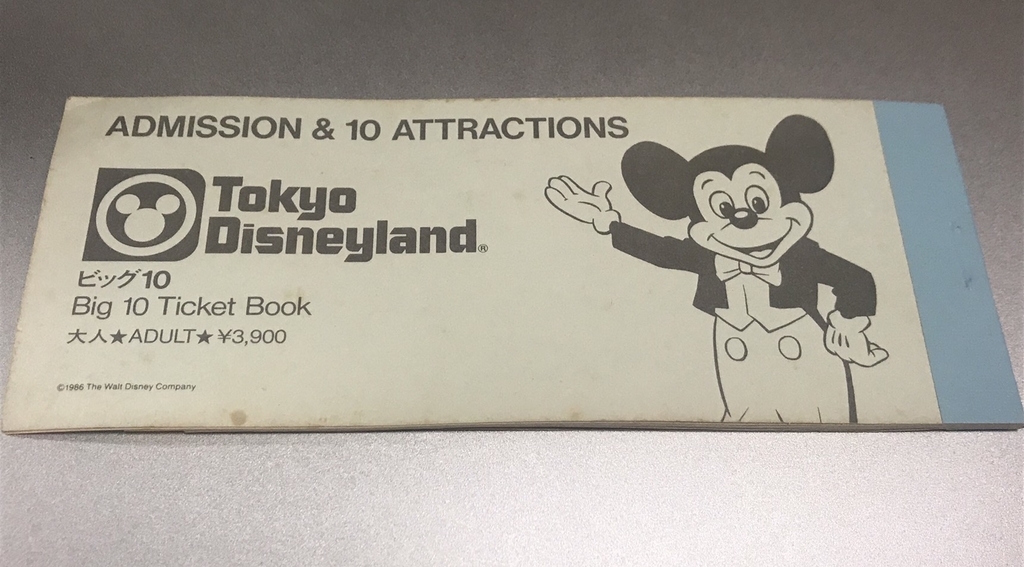 ADMISSION & 10 ATTRACTIONS
Tokyo
Disneyland®
ビッグ10
Big 10 Ticket Book
大人★ADULT★¥3,900
©1986 The Walt Disney Company